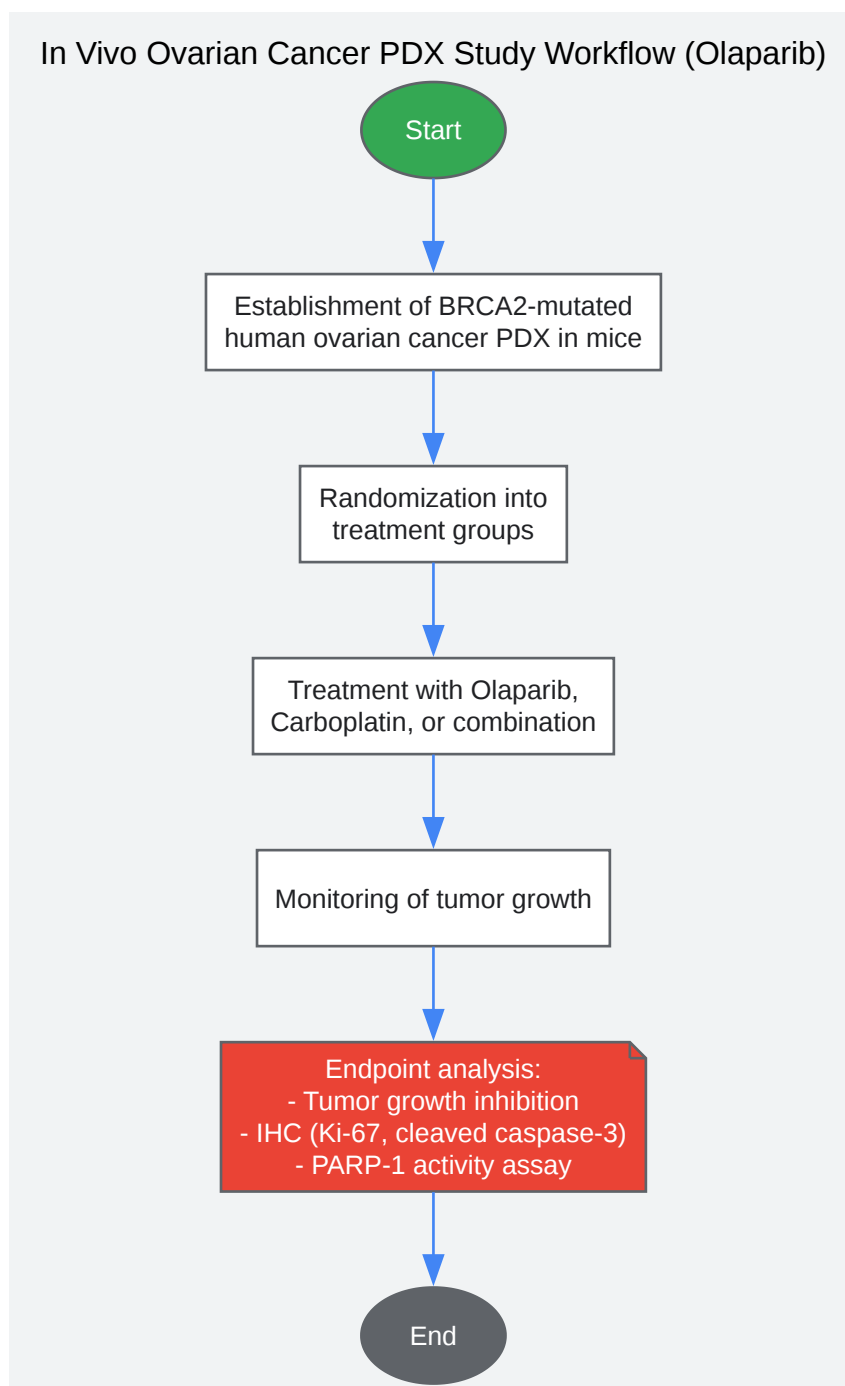 In Vivo Ovarian Cancer PDX Study Workflow (Olaparib)
Start
Establishment of BRCA2-mutated
human ovarian cancer PDX in mice
Randomization into
treatment groups
Treatment with Olaparib,
Carboplatin, or combination
Monitoring of tumor growth
Endpoint analysis:
- Tumor growth inhibition
- IHC (Ki-67, cleaved caspase-3)
- PARP-1 activity assay
End